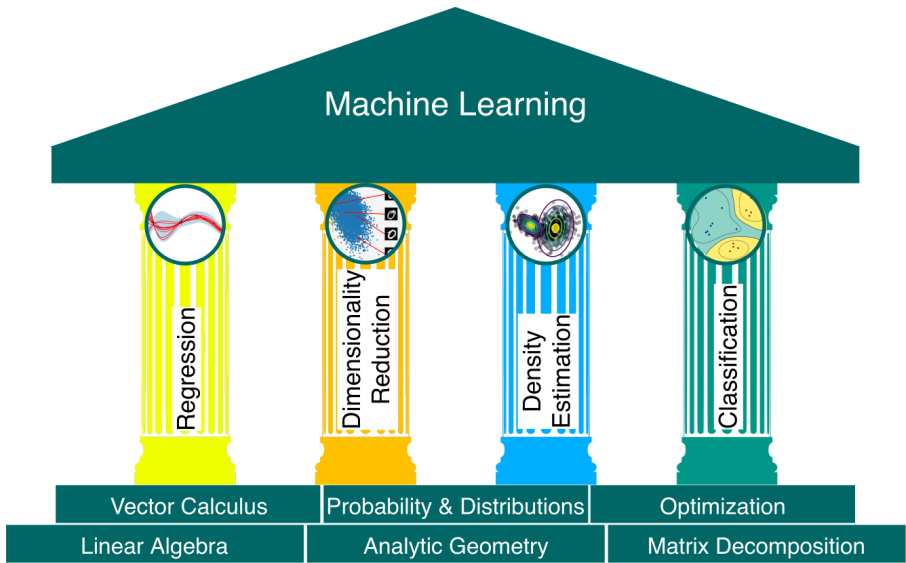 Machine Learning
Regression
Dimensionality
Reduction
Density
Estimation
Classification
Vector Calculus
Probability & Distributions
Optimization
Linear Algebra
Analytic Geometry
Matrix Decomposition